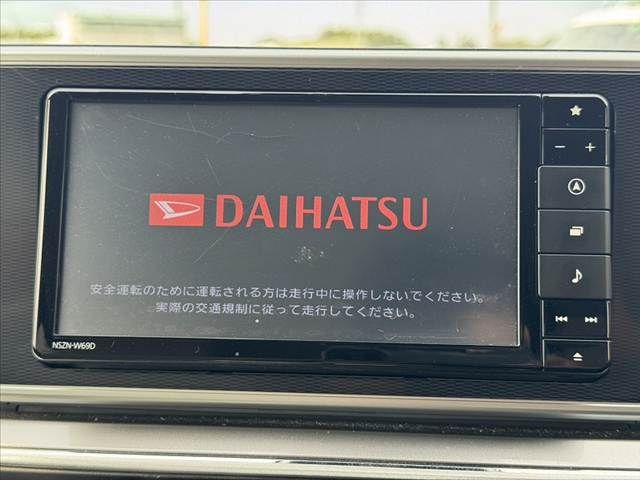 DAIHATSU
安全運転のために運転される方は走行中に操作しないでください。
実際の交通規制に従って走行してください。
NSZN-W69D